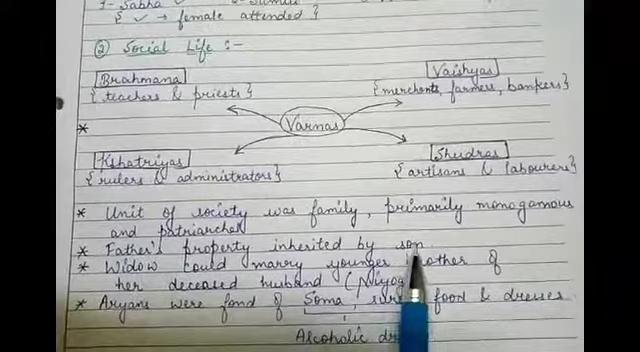 1- Sabha
{ ✓ → female attended }
② Social Life :-
Brahmana
{ teachers & priests }
Vaishyas
{ merchants, farmers, bankers }
* Varnas
Kshatriyas
{ rulers & administrators }
Shudras
{ artisans & labourers }
* Unit of society was family, primarily monogamous
and patriarchal
* Father's property inherited by son
* Widow could marry younger brother of
her deceased husband (Niyog
* Aryans were fond of Soma, food & dresses
Alcoholic